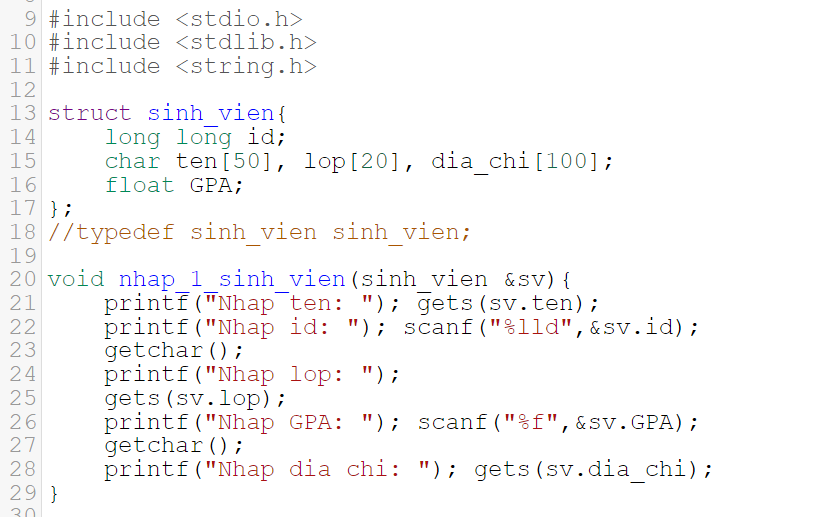 9 #include <stdio.h>
10 #include <stdlib.h>
11 #include <string.h>
12
13 struct sinh_vien{
14     long long id;
15     char ten[50], lop[20], dia_chi[100];
16     float GPA;
17 };
18 //typedef sinh_vien sinh_vien;
19
20 void nhap_1_sinh_vien(sinh_vien &sv){
21     printf("Nhap ten: "); gets(sv.ten);
22     printf("Nhap id: "); scanf("%lld",&sv.id);
23     getchar();
24     printf("Nhap lop: ");
25     gets(sv.lop);
26     printf("Nhap GPA: "); scanf("%f",&sv.GPA);
27     getchar();
28     printf("Nhap dia chi: "); gets(sv.dia_chi);
29 }
30